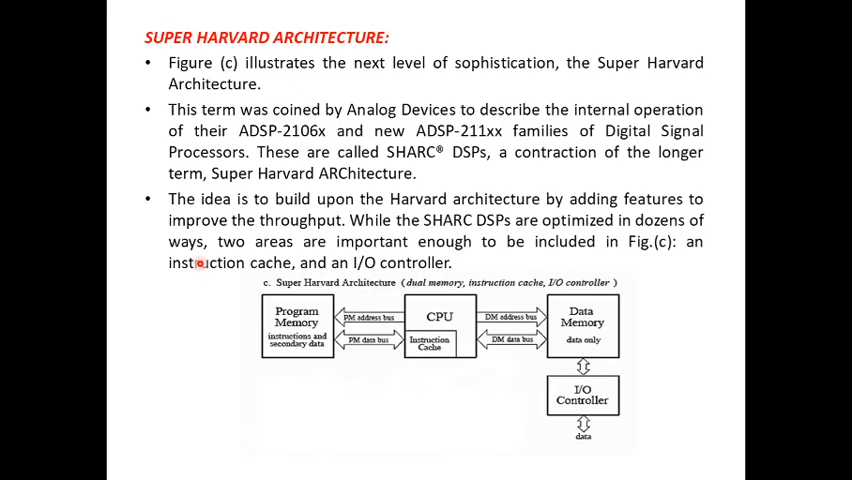 SUPER HARVARD ARCHITECTURE:
• Figure (c) illustrates the next level of sophistication, the Super Harvard
Architecture.
• This term was coined by Analog Devices to describe the internal operation
of their ADSP-2106x and new ADSP-211xx families of Digital Signal
Processors. These are called SHARC® DSPs, a contraction of the longer
term, Super Harvard ARChitecture.
• The idea is to build upon the Harvard architecture by adding features to
improve the throughput. While the SHARC DSPs are optimized in dozens of
ways, two areas are important enough to be included in Fig.(c): an
instruction cache, and an I/O controller.
c. Super Harvard Architecture ( dual memory, instruction cache, I/O controller )
Program
Memory
instructions and
secondary data
PM address bus
PM data bus
CPU
Instruction
Cache
DM address bus
DM data bus
Data
Memory
data only
I/O
Controller
data